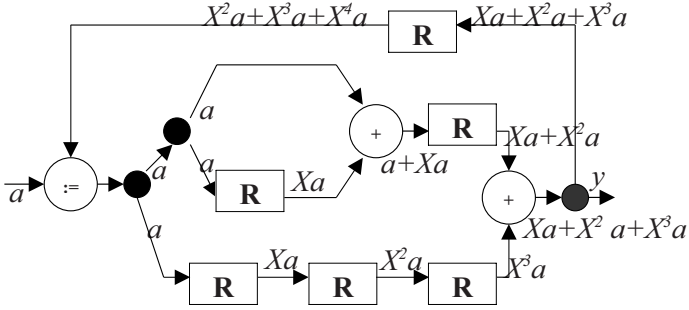 X²a+X³a+X⁴a
Xa+X²a+X³a
R
a
R
+
Xa+X²a
a
a
a+Xa
a
:=
R
Xa
+
y
a
Xa+X² a+X³a
Xa
X²a
X³a
R
R
R